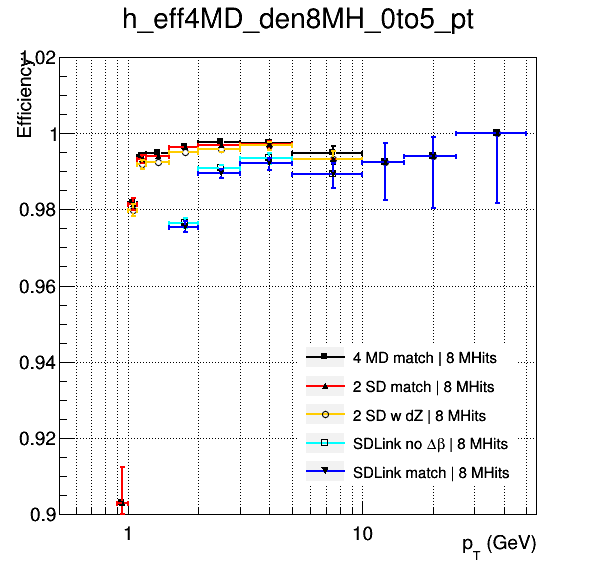 h_eff4MD_den8MH_0to5_pt
Efficiency
1.02
1
0.98
0.96
0.94
0.92
0.9
4 MD match | 8 MHits
2 SD match | 8 MHits
2 SD w dZ | 8 MHits
SDLink no Δβ | 8 MHits
SDLink match | 8 MHits
1
10
p_T (GeV)